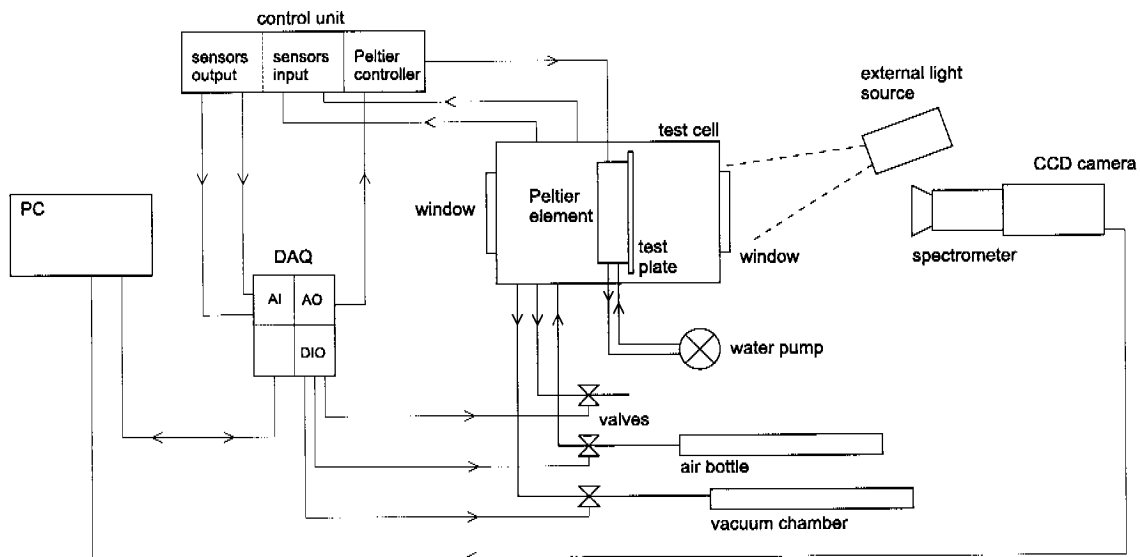 control unit
sensors
output
sensors
input
Peltier
controller
external light
source
test cell
CCD camera
PC
window
Peltier
element
test
plate
window
spectrometer
DAQ
AI
AO
DIO
water pump
valves
air bottle
vacuum chamber